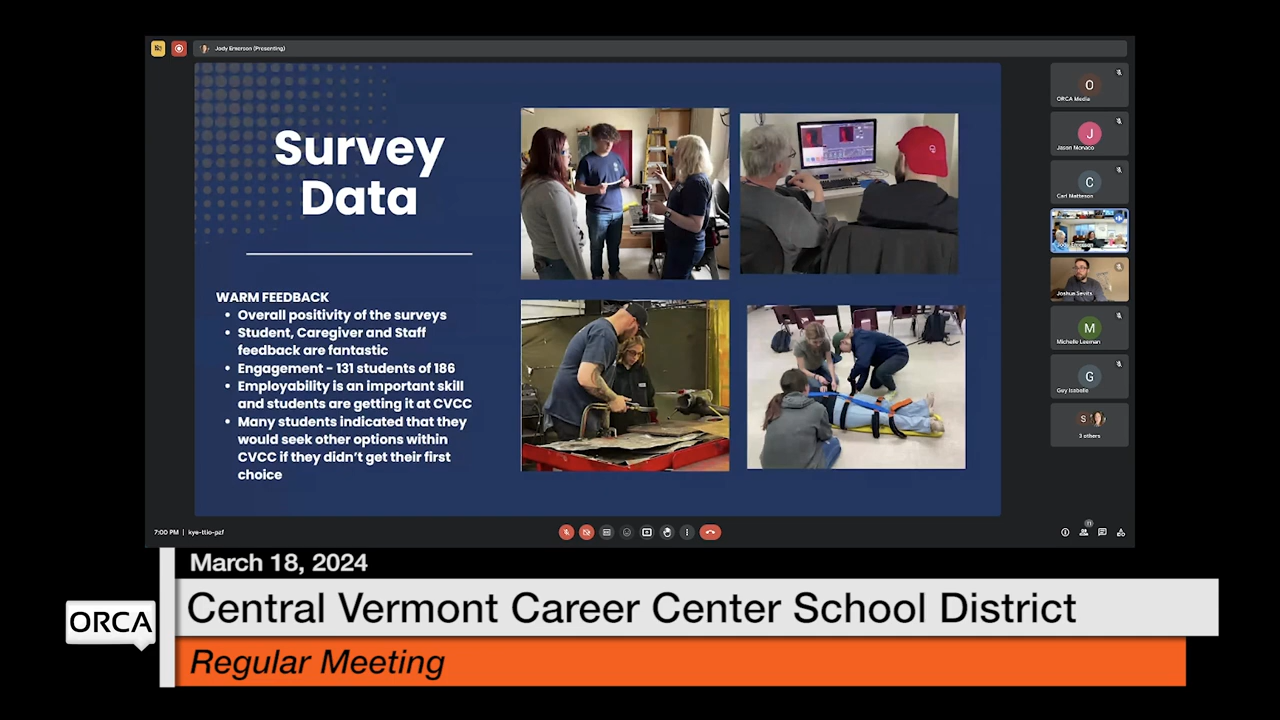 Jody Emerson (Presenting)
Survey
Data
WARM FEEDBACK
• Overall positivity of the surveys
• Student, Caregiver and Staff
feedback are fantastic
• Engagement - 131 students of 186
• Employability is an important skill
and students are getting it at CVCC
• Many students indicated that they
would seek other options within
CVCC if they didn't get their first
choice
O
ORCA Media
J
Jason Monaco
C
Carl Matteson
Joshua Sevits
M
Michelle Leeman
G
Guy Isabelle
S
3 others
7:00 PM | kye-ttio-pzf
11
March 18, 2024
ORCA
Central Vermont Career Center School District
Regular Meeting